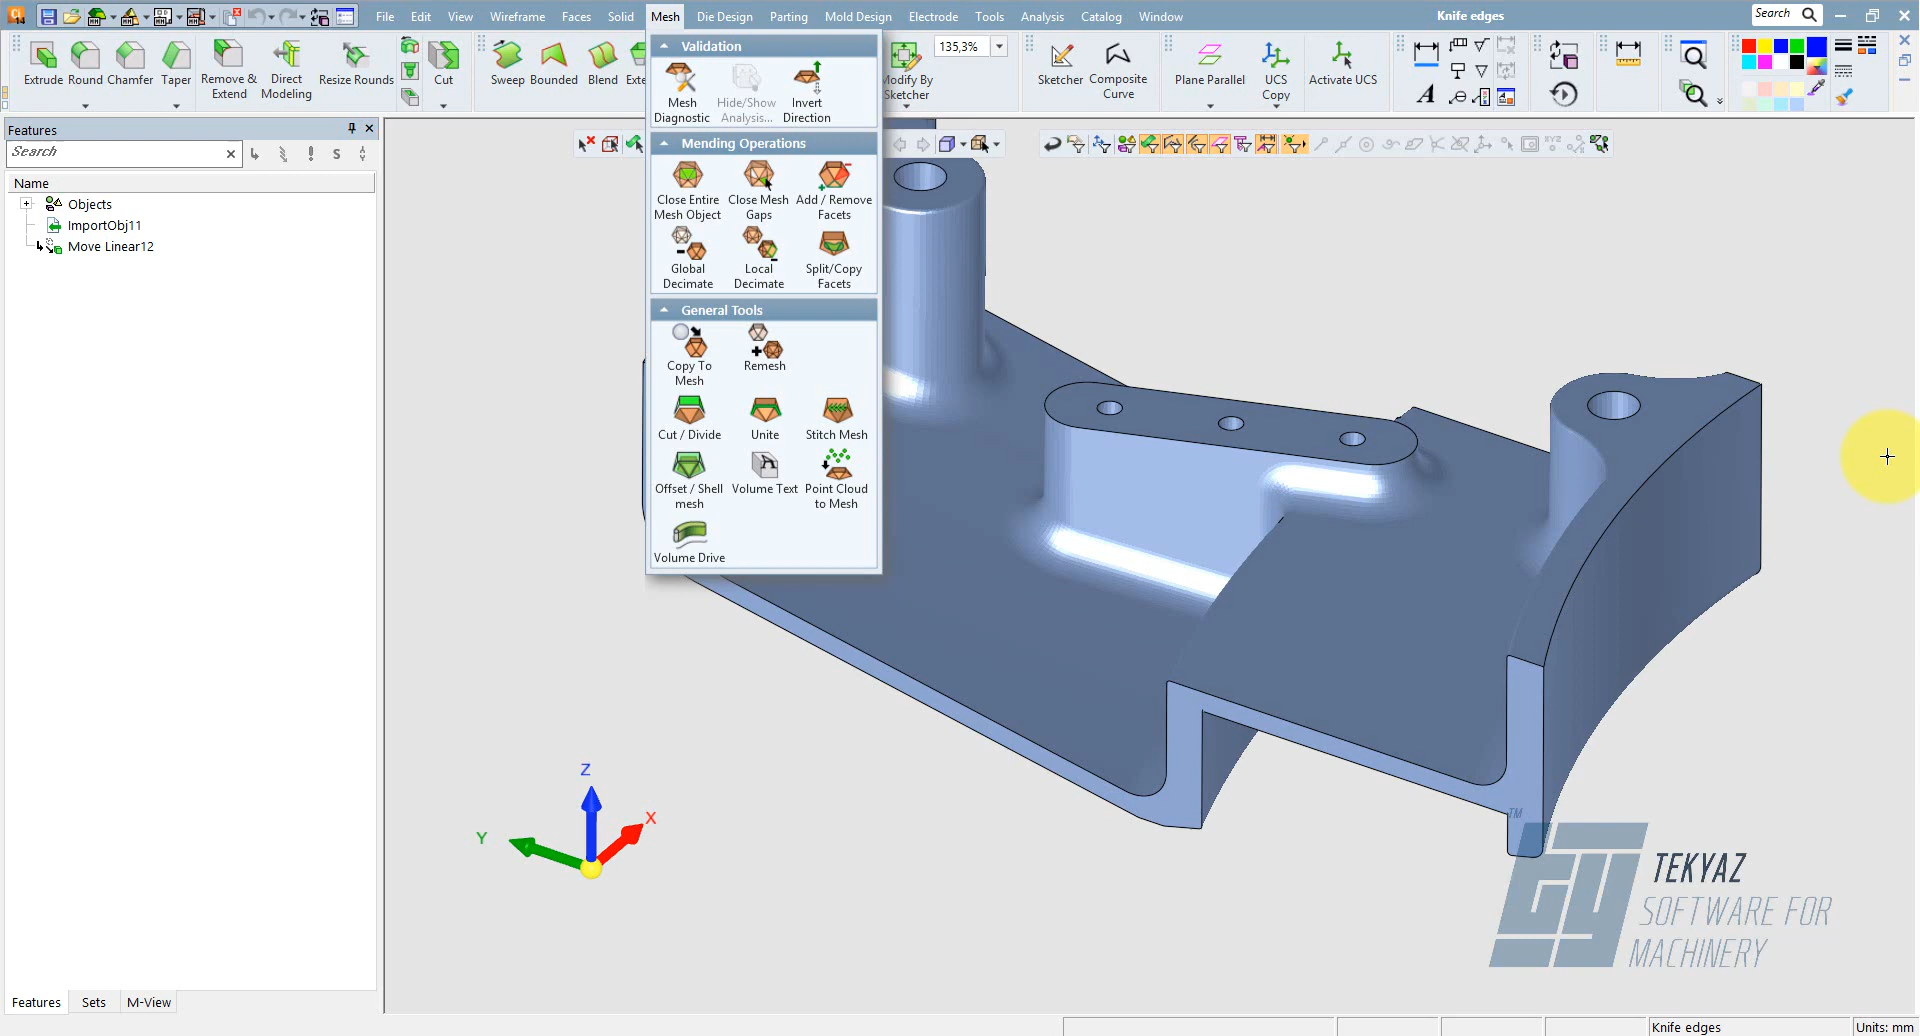 File Edit View Wireframe Faces Solid Mesh Die Design Parting Mold Design Electrode Tools Analysis Catalog Window
Knife edges
Search
Extrude Round Chamfer Taper Remove & Extend Direct Modeling Resize Rounds Cut
Sweep Bounded Blend Exte
Modify By Sketcher
135,3%
Sketcher Composite Curve
Plane Parallel UCS Copy Activate UCS
A
Validation
Mesh Diagnostic
Hide/Show Analysis...
Invert Direction
Mending Operations
Close Entire Mesh Object
Close Mesh Gaps
Add / Remove Facets
Global Decimate
Local Decimate
Split/Copy Facets
General Tools
Copy To Mesh
Remesh
Cut / Divide
Unite
Stitch Mesh
Offset / Shell mesh
Volume Text
Point Cloud to Mesh
Volume Drive
Features
Search
S
Name
Objects
ImportObj11
Move Linear12
Z
X
Y
TM
TEKYAZ
SOFTWARE FOR
MACHINERY
Features Sets M-View
Knife edges
Units: mm